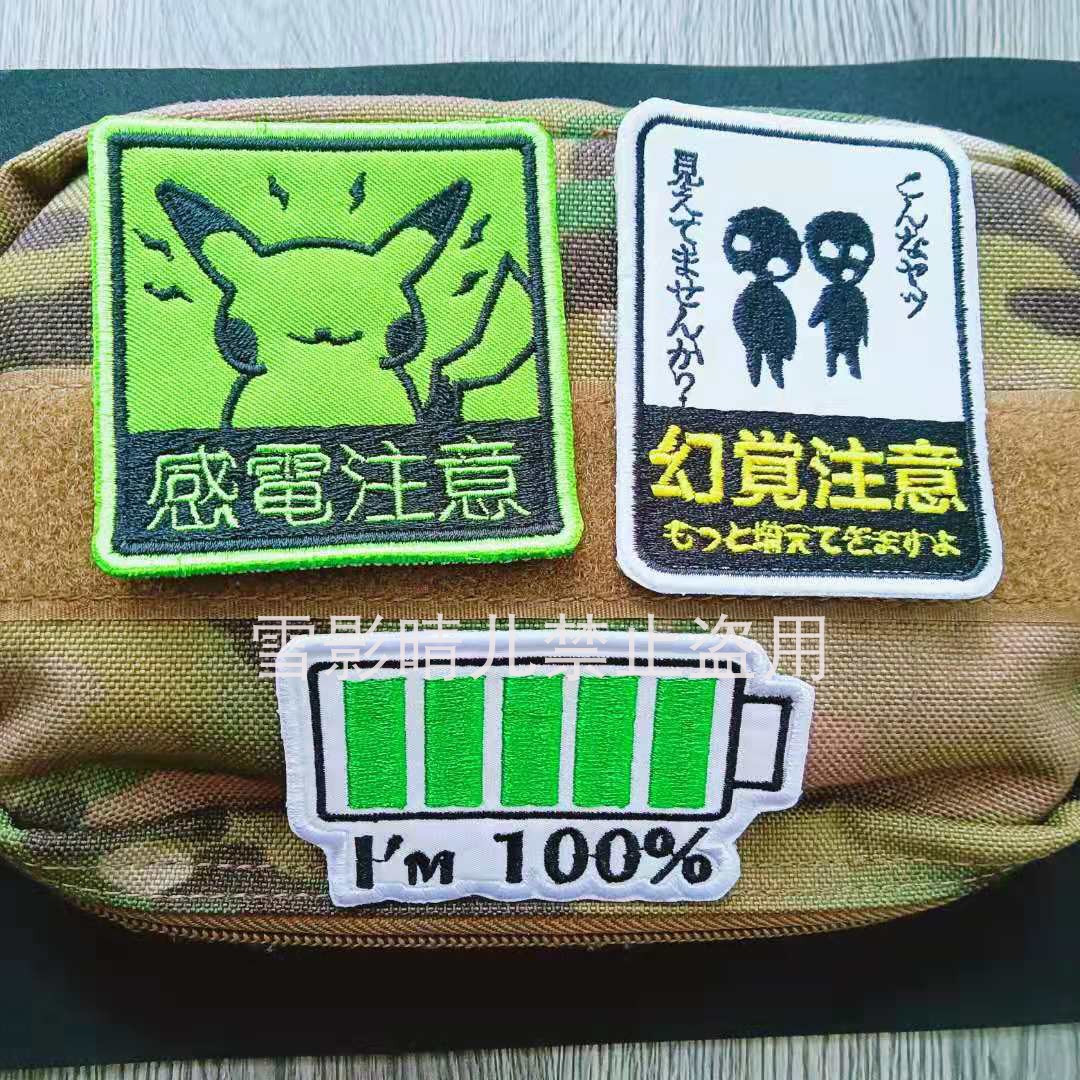 感電注意
こんなヤツ
見えてませんか?
幻覚注意
もっと増えてきますよ
雪影晴儿禁止盗用
I'm 100%